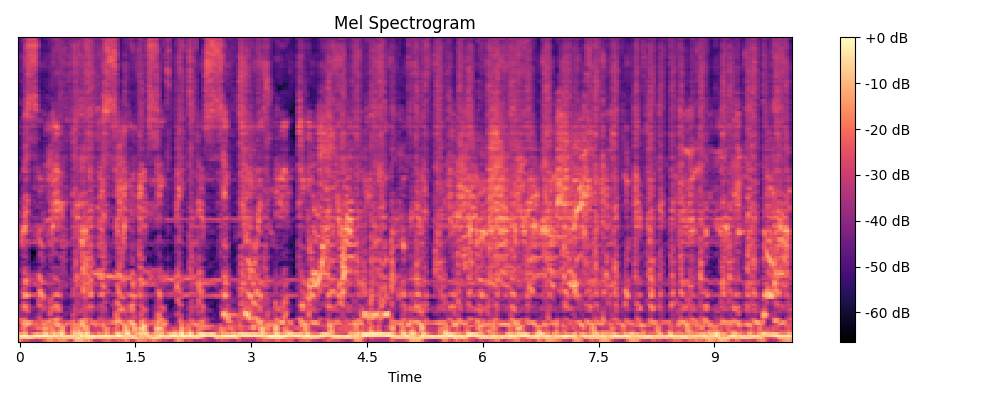 Mel Spectrogram
+0 dB
-10 dB
-20 dB
-30 dB
-40 dB
-50 dB
-60 dB
0
1.5
3
4.5
6
7.5
9
Time